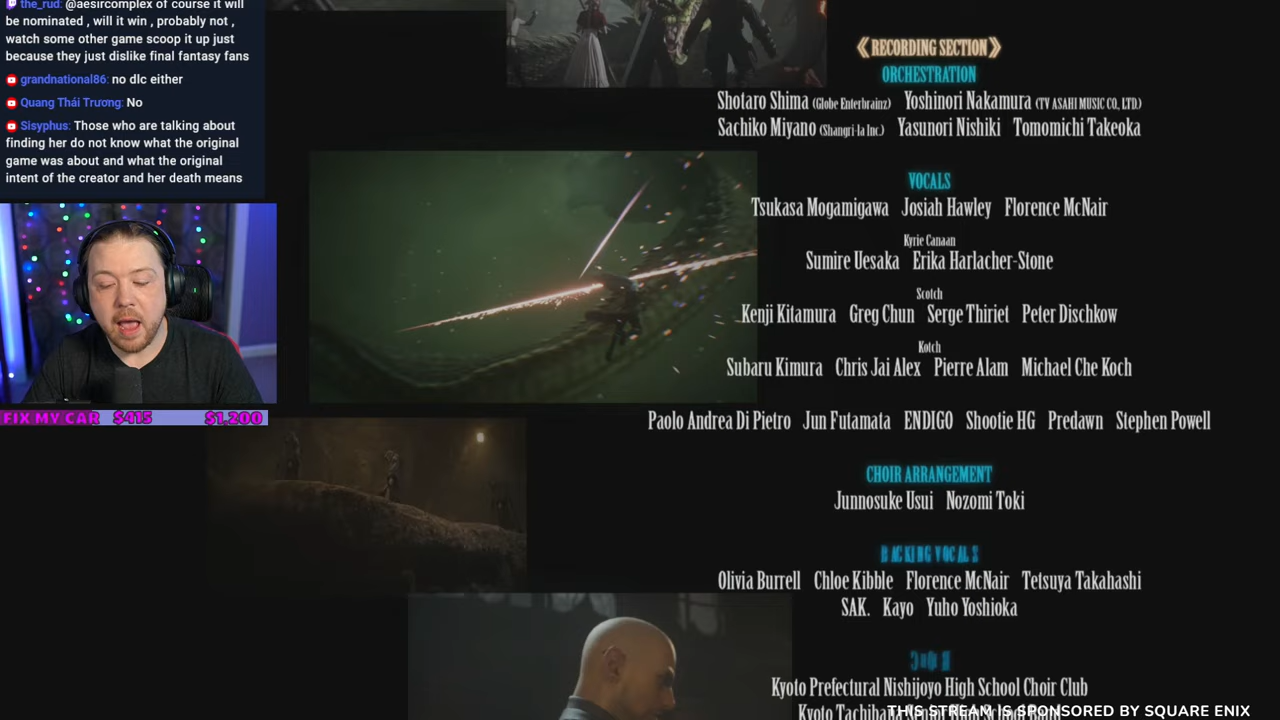 the_rud: @aesircomplex of course it will
be nominated , will it win , probably not ,
watch some other game scoop it up just
because they just dislike final fantasy fans
grandnational86: no dlc either
Quang Thái Trương: No
Sisyphus: Those who are talking about
finding her do not know what the original
game was about and what the original
intent of the creator and her death means
FIX MY CAR $415 $1,200
《RECORDING SECTION》
ORCHESTRATION
Shotaro Shima (Globe Enterbrainz) Yoshinori Nakamura (TV ASAHI MUSIC CO., LTD.)
Sachiko Miyano (Shangri-la Inc.) Yasunori Nishiki Tomomichi Takeoka
VOCALS
Tsukasa Mogamigawa Josiah Hawley Florence McNair
Kyrie Canaan
Sumire Uesaka Erika Harlacher-Stone
Scotch
Kenji Kitamura Greg Chun Serge Thiriet Peter Dischkow
Kotch
Subaru Kimura Chris Jai Alex Pierre Alam Michael Che Koch
Paolo Andrea Di Pietro Jun Futamata ENDIGO Shootie HG Predawn Stephen Powell
CHOIR ARRANGEMENT
Junnosuke Usui Nozomi Toki
BACKING VOCALS
Olivia Burrell Chloe Kibble Florence McNair Tetsuya Takahashi
SAK. Kayo Yuho Yoshioka
Kyoto Prefectural Nishijoyo High School Choir Club
Kyoto Tachibana Senior High School
THIS STREAM IS SPONSORED BY SQUARE ENIX